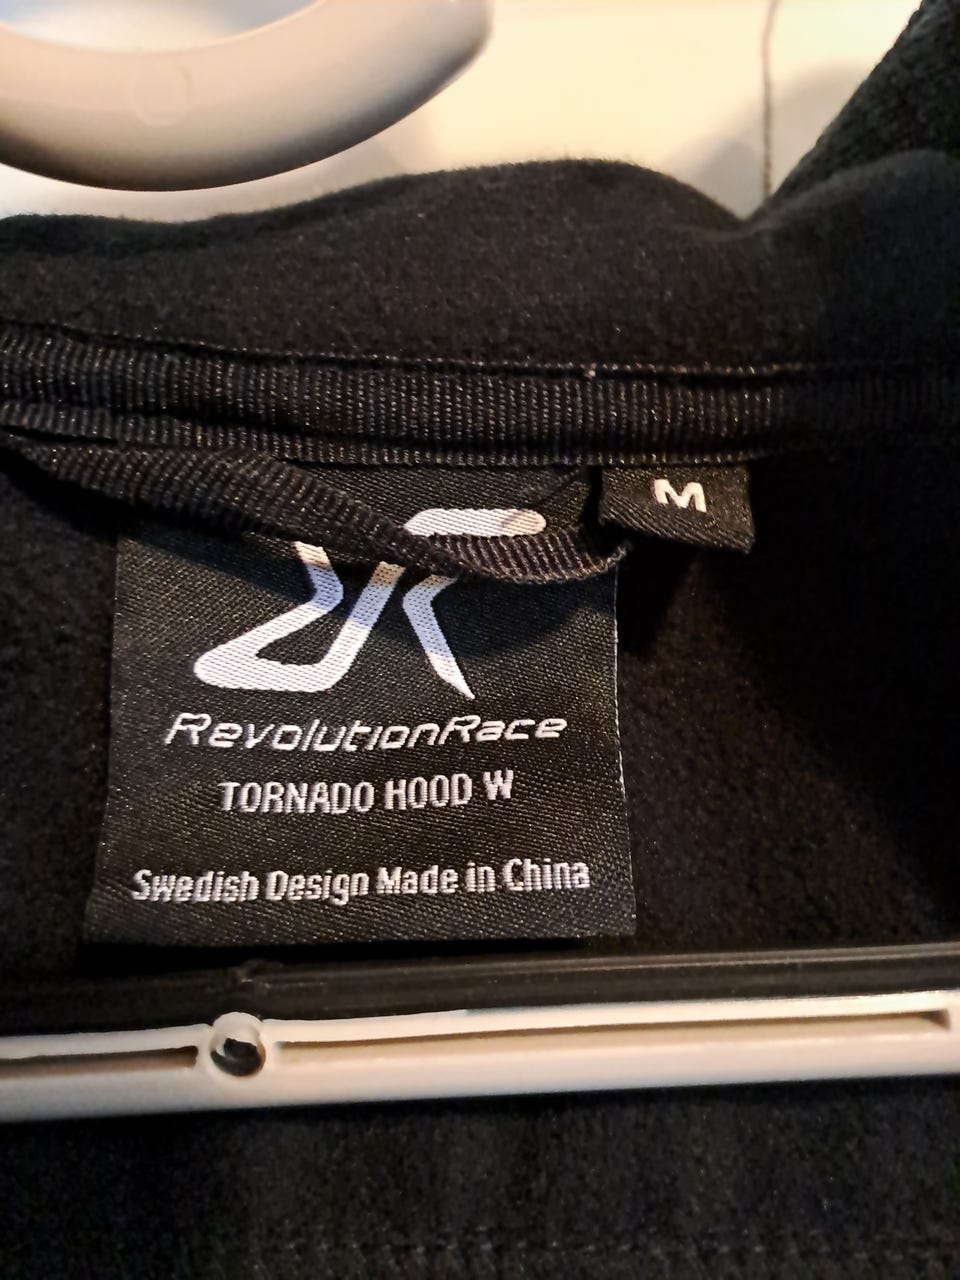 M
RevolutionRace
TORNADO HOOD W
Swedish Design Made in China